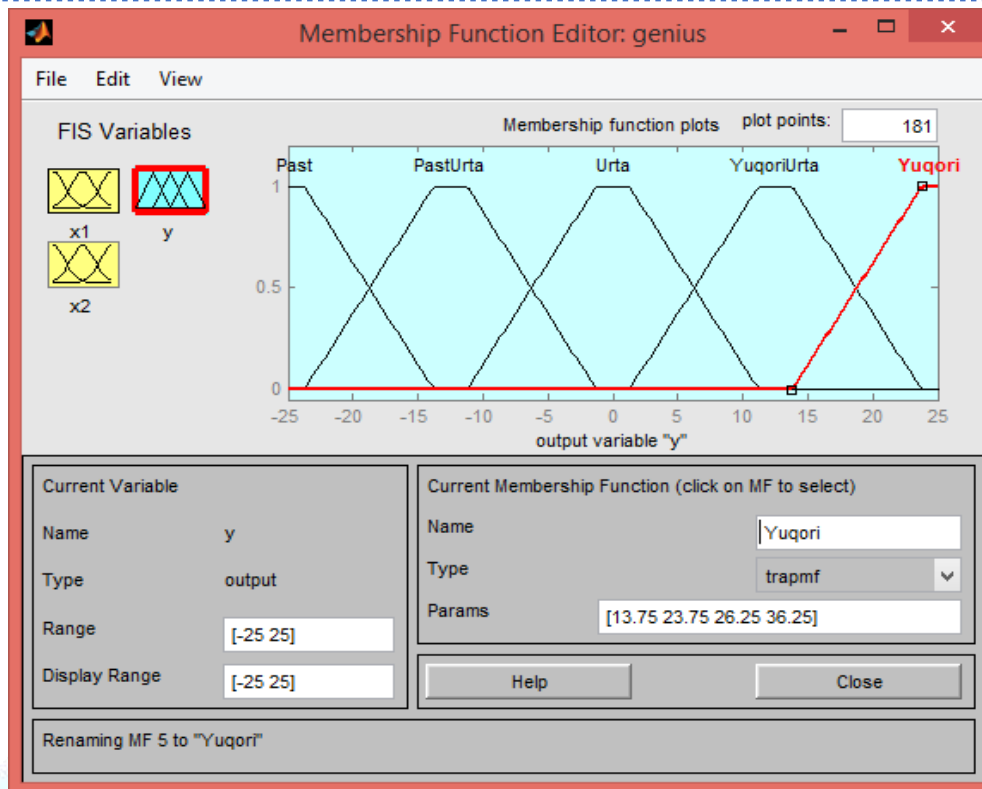 Membership Function Editor: genius
File Edit View
FIS Variables
Membership function plots plot points: 181
x1 y
x2
Past PastUrta Urta YuqoriUrta Yuqori
1
0.5
0
-25 -20 -15 -10 -5 0 5 10 15 20 25
output variable "y"
Current Variable
Name y
Type output
Range [-25 25]
Display Range [-25 25]
Current Membership Function (click on MF to select)
Name Yuqori
Type trapmf
Params [13.75 23.75 26.25 36.25]
Help Close
Renaming MF 5 to "Yuqori"